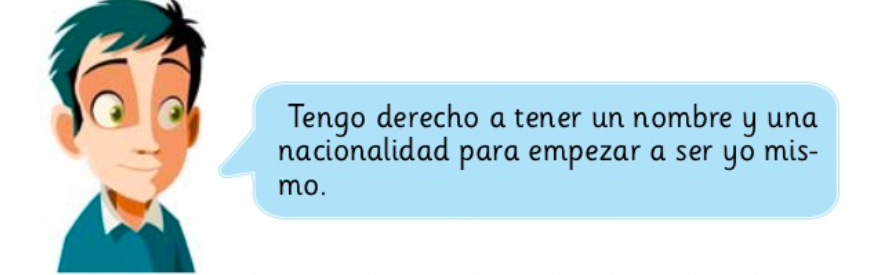 Tengo derecho a tener un nombre y una
nacionalidad para empezar a ser yo mis-
mo.